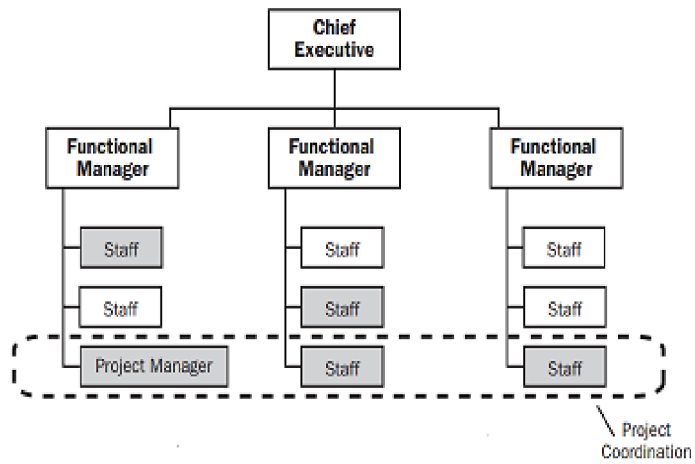 Chief
Executive
Functional
Manager
Functional
Manager
Functional
Manager
Staff
Staff
Staff
Staff
Staff
Staff
Project Manager
Staff
Staff
Project
Coordination